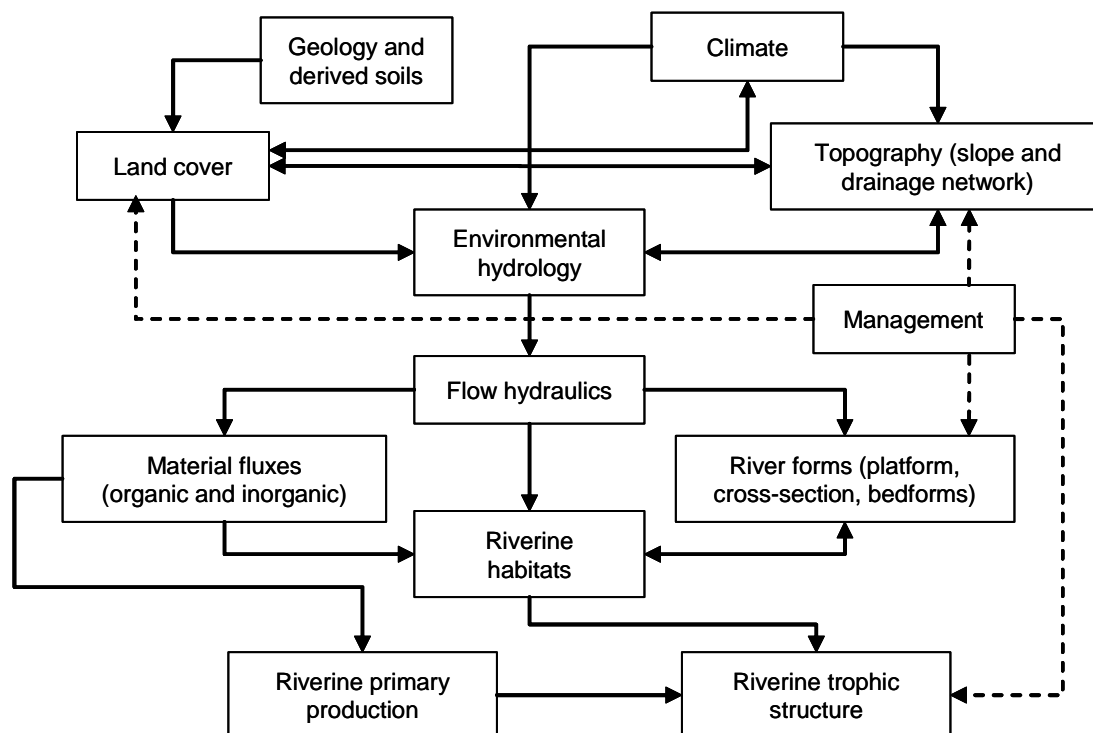 Geology and
derived soils
Climate
Land cover
Topography (slope and
drainage network)
Environmental
hydrology
Management
Flow hydraulics
Material fluxes
(organic and inorganic)
River forms (platform,
cross-section, bedforms)
Riverine
habitats
Riverine primary
production
Riverine trophic
structure